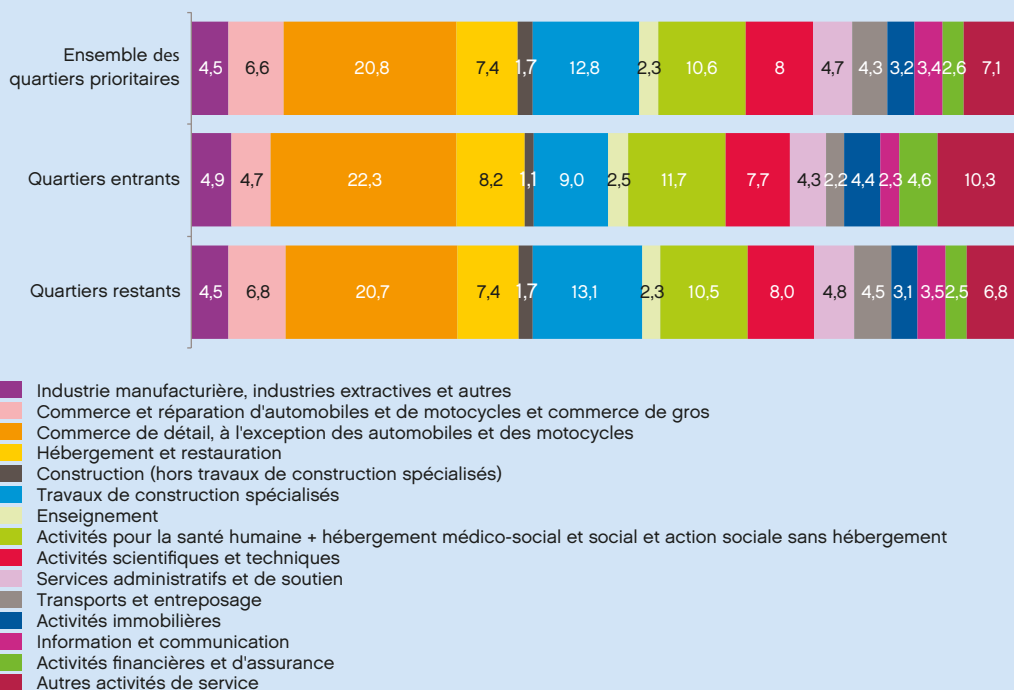 Ensemble des
quartiers prioritaires
4,5 6,6 20,8 7,4 1,7 12,8 2,3 10,6 8 4,7 4,3 3,2 3,4 2,6 7,1
Quartiers entrants
4,9 4,7 22,3 8,2 1,1 9,0 2,5 11,7 7,7 4,3 2,2 4,4 2,3 4,6 10,3
Quartiers restants
4,5 6,8 20,7 7,4 1,7 13,1 2,3 10,5 8,0 4,8 4,5 3,1 3,5 2,5 6,8
Industrie manufacturière, industries extractives et autres
Commerce et réparation d'automobiles et de motocycles et commerce de gros
Commerce de détail, à l'exception des automobiles et des motocycles
Hébergement et restauration
Construction (hors travaux de construction spécialisés)
Travaux de construction spécialisés
Enseignement
Activités pour la santé humaine + hébergement médico-social et social et action sociale sans hébergement
Activités scientifiques et techniques
Services administratifs et de soutien
Transports et entreposage
Activités immobilières
Information et communication
Activités financières et d'assurance
Autres activités de service